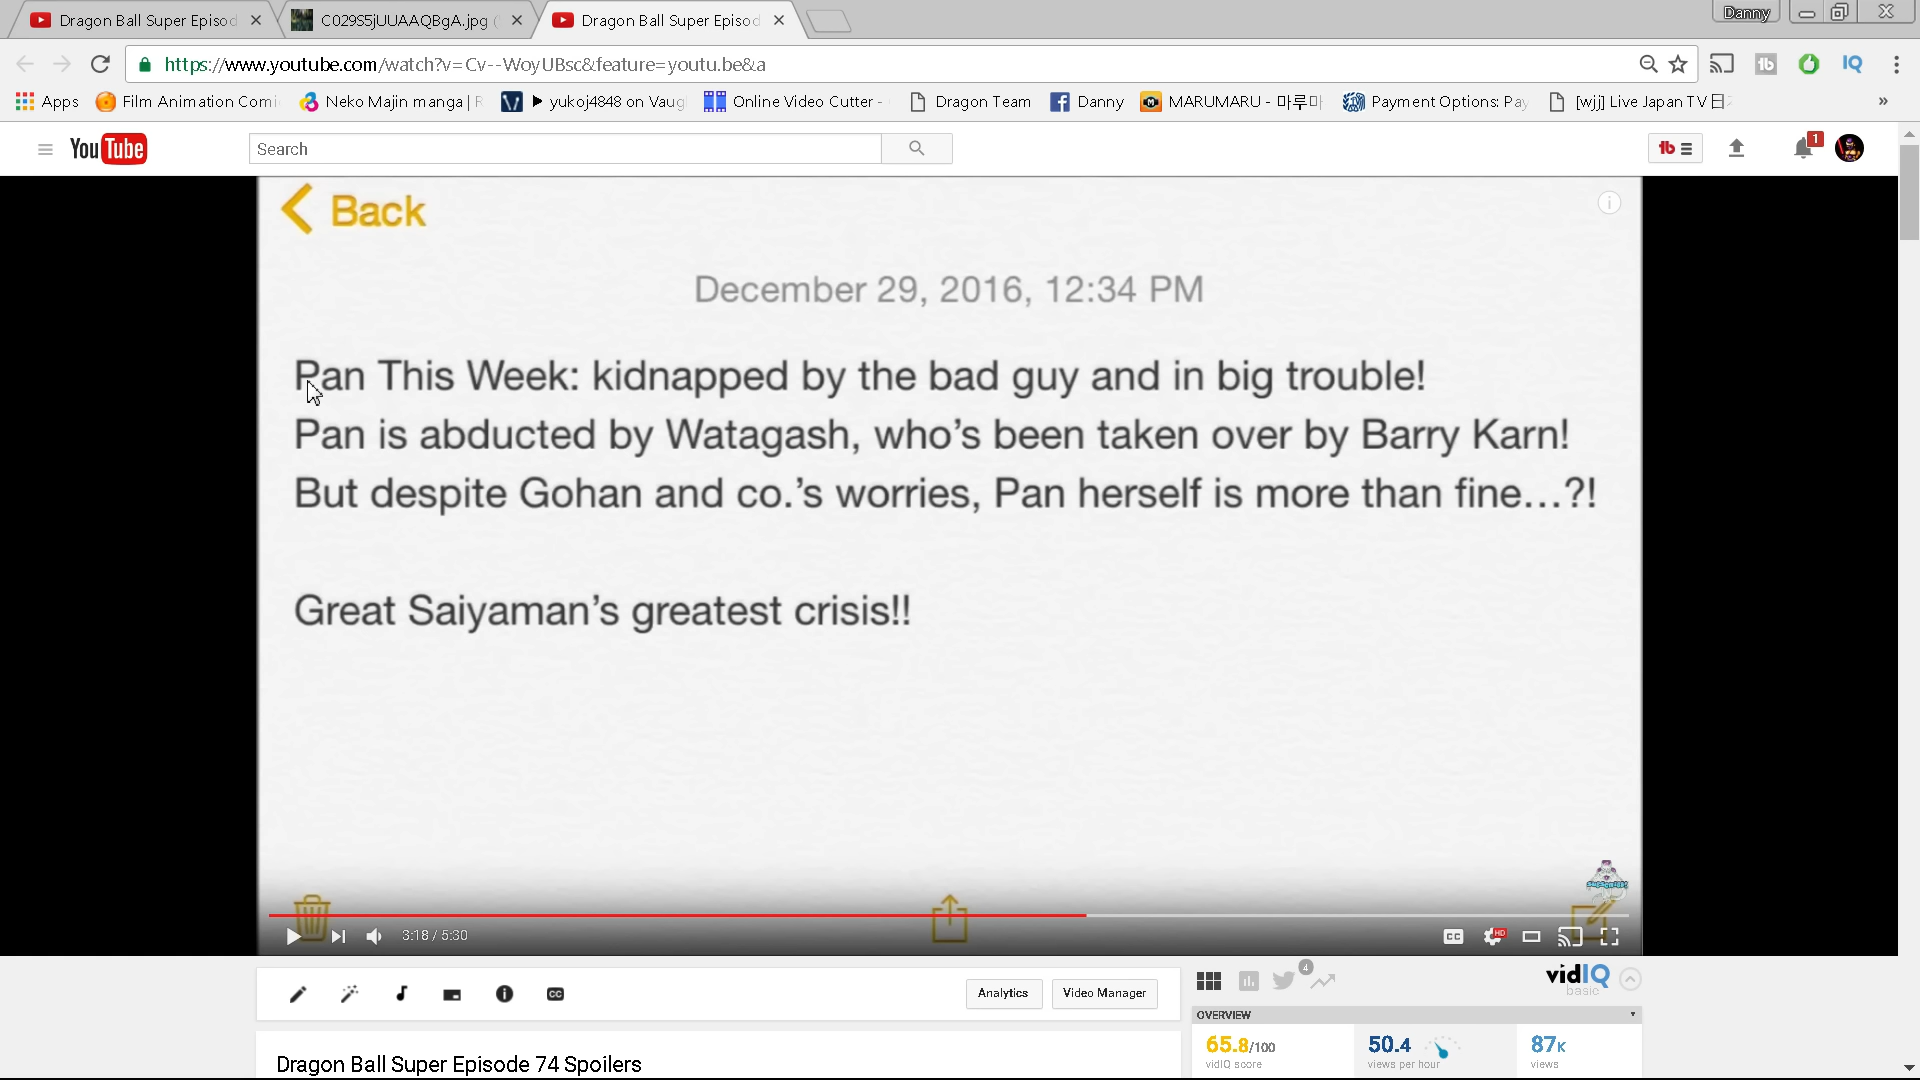 Dragon Ball Super Episod
C029S5jUUAAQBgA.jpg (
Dragon Ball Super Episod
Danny
https://www.youtube.com/watch?v=Cv--WoyUBsc&feature=youtu.be&a
Apps
Film Animation Comi
Neko Majin manga | R
yukoj4848 on Vaug
Online Video Cutter -
Dragon Team
Danny
MARUMARU - 마루마
Payment Options: Pay
[wjj] Live Japan TV 日
»
YouTube
Search
1
Back
December 29, 2016, 12:34 PM
Pan This Week: kidnapped by the bad guy and in big trouble!
Pan is abducted by Watagash, who’s been taken over by Barry Karn!
But despite Gohan and co.’s worries, Pan herself is more than fine…?!
Great Saiyaman’s greatest crisis!!
3:18 / 5:30
CC
HD
CC
Analytics
Video Manager
4
vidIQ
basic
OVERVIEW
65.8/100
vidIQ score
50.4
views per hour
87K
views
Dragon Ball Super Episode 74 Spoilers